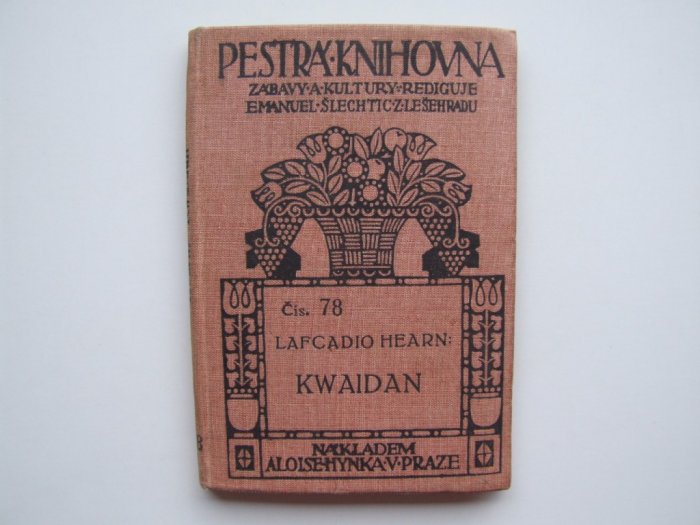 PESTRÁ·KNIHOVNA
ZÁBAVY·A·KULTURY·REDIGUJE
EMANUEL·ŠLECHTIC·Z·LEŠEHRADU
Čís. 78
LAFCADIO HEARN:
KWAIDAN
NÁKLADEM
ALOISE·HYNKA·V·PRAZE